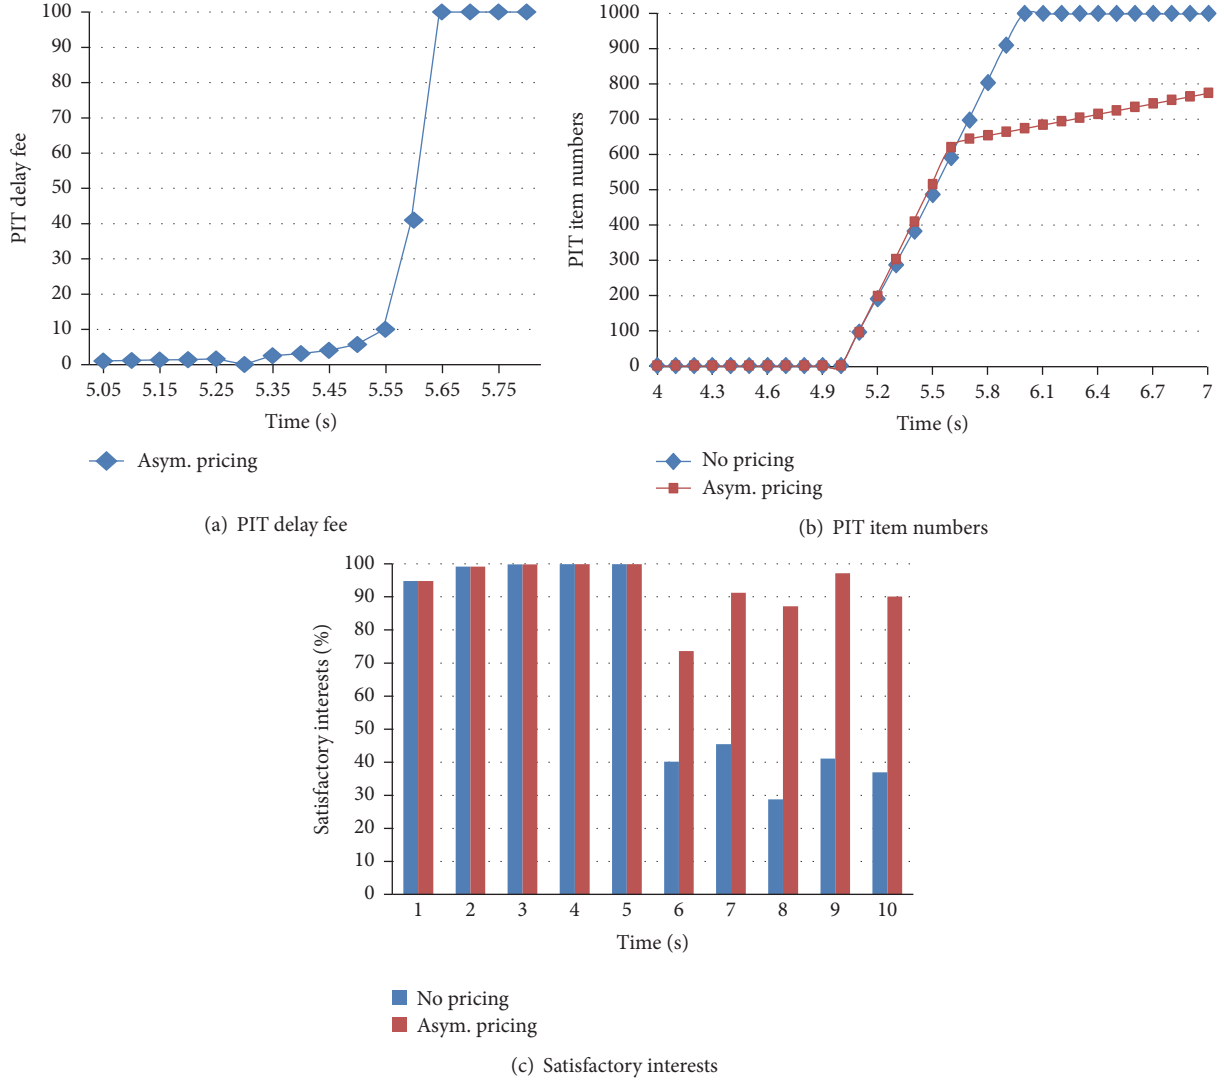 100
90
80
70
60
50
40
30
20
10
0
PIT delay fee
5.05 5.15 5.25 5.35 5.45 5.55 5.65 5.75
Time (s)
Asym. pricing
(a) PIT delay fee
1000
900
800
700
600
500
400
300
200
100
0
PIT item numbers
4 4.3 4.6 4.9 5.2 5.5 5.8 6.1 6.4 6.7 7
Time (s)
No pricing
Asym. pricing
(b) PIT item numbers
100
90
80
70
60
50
40
30
20
10
0
Satisfactory interests (%)
1 2 3 4 5 6 7 8 9 10
Time (s)
No pricing
Asym. pricing
(c) Satisfactory interests